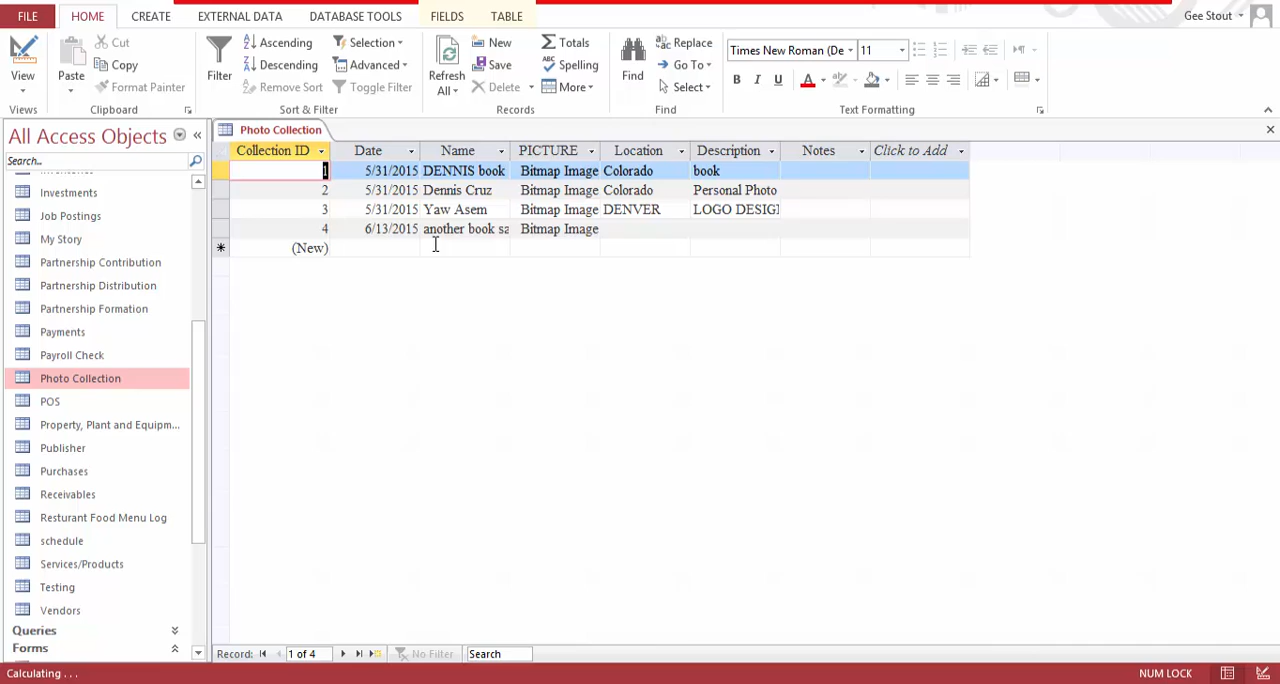 FILE HOME CREATE EXTERNAL DATA DATABASE TOOLS FIELDS TABLE Gee Stout
View Paste Cut Copy Format Painter
Filter Ascending Descending Remove Sort Selection Advanced Toggle Filter
Refresh All New Save Delete Totals Spelling More
Find Replace Go To Select
Times New Roman (De 11
B I U A
Views Clipboard Sort & Filter Records Find Text Formatting
All Access Objects
Search...
Investments
Job Postings
My Story
Partnership Contribution
Partnership Distribution
Partnership Formation
Payments
Payroll Check
Photo Collection
POS
Property, Plant and Equipm...
Publisher
Purchases
Receivables
Resturant Food Menu Log
schedule
Services/Products
Testing
Vendors
Queries
Forms
Photo Collection
Collection ID Date Name PICTURE Location Description Notes Click to Add
1 5/31/2015 DENNIS book Bitmap Image Colorado book
2 5/31/2015 Dennis Cruz Bitmap Image Colorado Personal Photo
3 5/31/2015 Yaw Asem Bitmap Image DENVER LOGO DESIG
4 6/13/2015 another book sa Bitmap Image
(New)
Record: 1 of 4 No Filter Search
Calculating . . . NUM LOCK